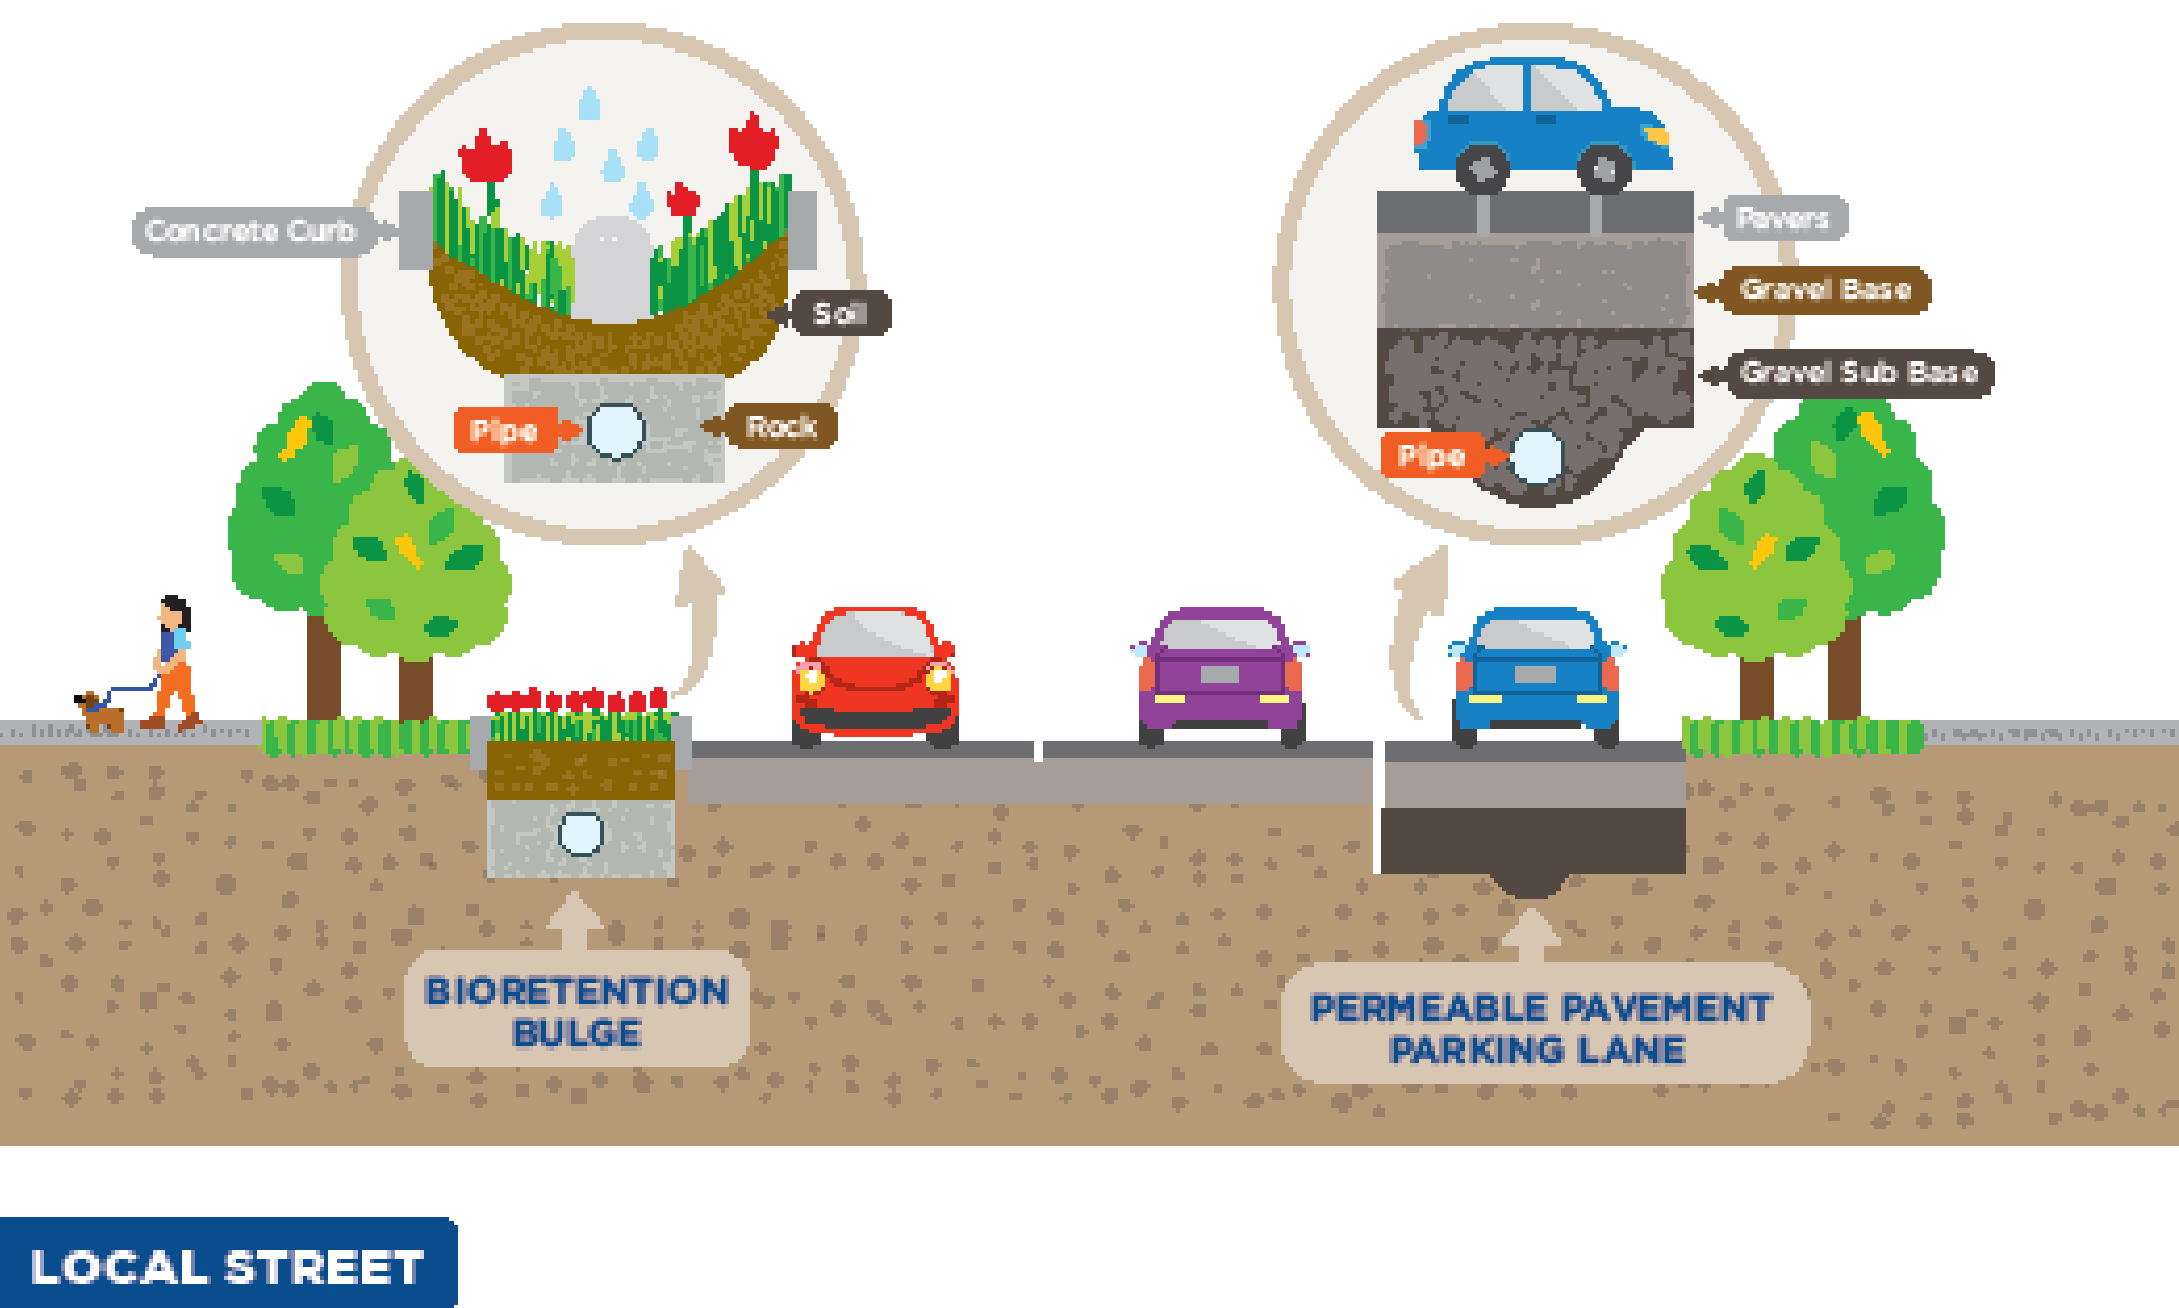 Concrete Curb
Soil
Pipe
Rock
Pavers
Gravel Base
Gravel Sub Base
Pipe
BIORETENTION
BULGE
PERMEABLE PAVEMENT
PARKING LANE
LOCAL STREET